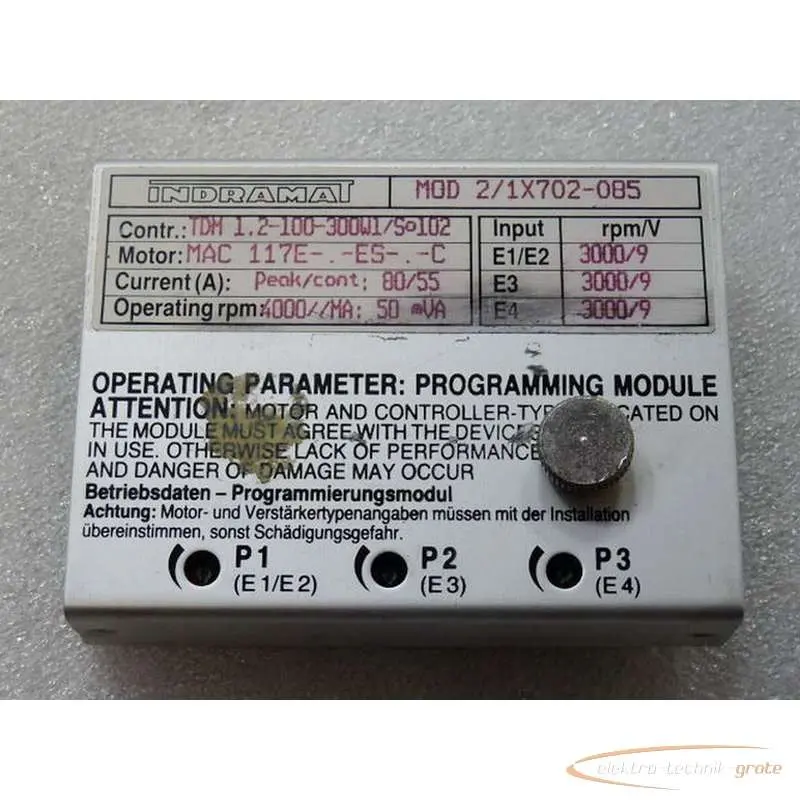 INDRAMAT MOD 2/1X702-085
Contr.: TDM 1.2-100-300W1/S०102
Motor: MAC 117E-.-ES-.-C
Current (A): Peak/cont; 80/55
Operating rpm: 4000//MA: 50 mVA
Input rpm/V
E1/E2 3000/9
E3 3000/9
E4 3000/9
OPERATING PARAMETER: PROGRAMMING MODULE
ATTENTION: MOTOR AND CONTROLLER-TYP CATED ON
THE MODULE MUST AGREE WITH THE DEVICES
IN USE. OTHERWISE LACK OF PERFORMANCE
AND DANGER OF DAMAGE MAY OCCUR
Betriebsdaten – Programmierungsmodul
Achtung: Motor- und Verstärkertypenangaben müssen mit der Installation
übereinstimmen, sonst Schädigungsgefahr.
P1 P2 P3
(E1/E2) (E3) (E4)
elektro-technik-grote